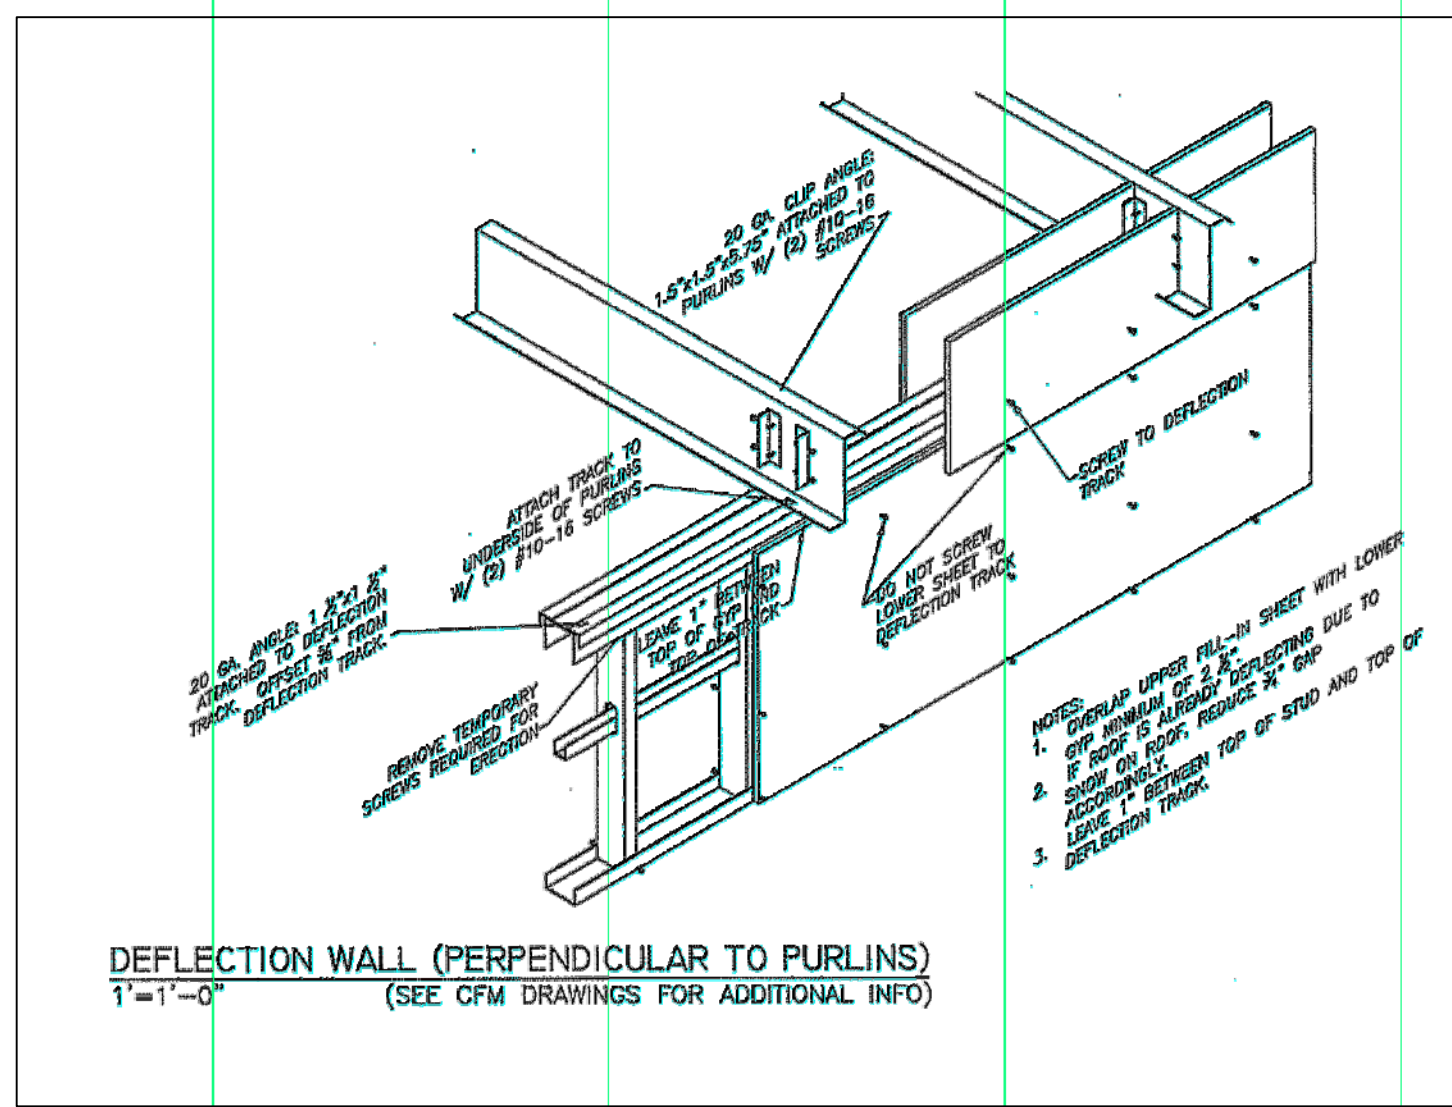 20 GA. CLIP ANGLE:
1.5"x1.5"x5.75" ATTACHED TO
PURLINS W/ (2) #10-16
SCREWS
ATTACH TRACK TO
UNDERSIDE OF PURLINS
W/ (2) #10-16 SCREWS
20 GA. ANGLE: 1 ½"x1 ½"
ATTACHED TO DEFLECTION
TRACK. OFFSET FROM
DEFLECTION TRACK.
REMOVE TEMPORARY
SCREWS REQUIRED FOR
ERECTION
LEAVE 1" BETWEEN
TOP OF GYP AND
TOP OF TRACK
DO NOT SCREW
LOWER SHEET TO
DEFLECTION TRACK
SCREW TO DEFLECTION
TRACK
NOTES:
1. OVERLAP UPPER FILL-IN SHEET WITH LOWER
GYP MINIMUM OF 2 ½".
2. IF ROOF IS ALREADY DEFLECTING DUE TO
SNOW ON ROOF, REDUCE ¾" GAP
ACCORDINGLY.
3. LEAVE 1" BETWEEN TOP OF STUD AND TOP OF
DEFLECTION TRACK.
DEFLECTION WALL (PERPENDICULAR TO PURLINS)
1'=1'-0" (SEE CFM DRAWINGS FOR ADDITIONAL INFO)